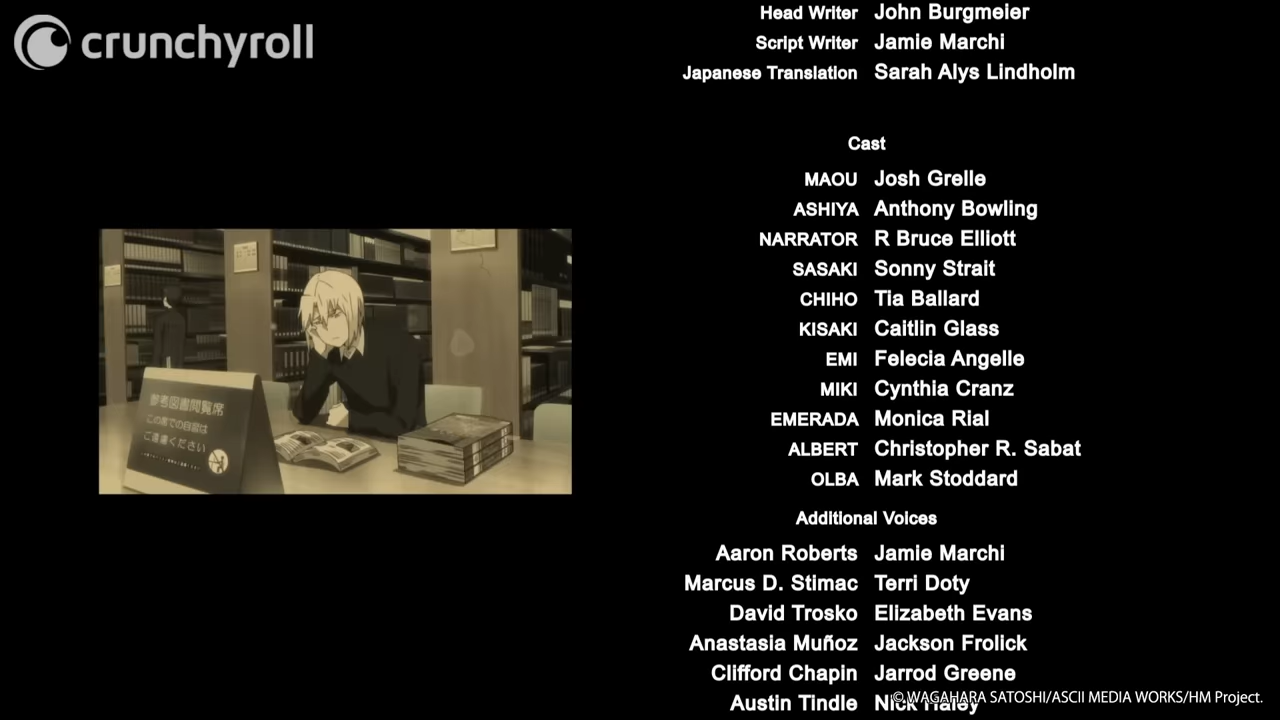 crunchyroll
Head Writer John Burgmeier
Script Writer Jamie Marchi
Japanese Translation Sarah Alys Lindholm
Cast
MAOU Josh Grelle
ASHIYA Anthony Bowling
NARRATOR R Bruce Elliott
SASAKI Sonny Strait
CHIHO Tia Ballard
KISAKI Caitlin Glass
EMI Felecia Angelle
MIKI Cynthia Cranz
EMERADA Monica Rial
ALBERT Christopher R. Sabat
OLBA Mark Stoddard
Additional Voices
Aaron Roberts Jamie Marchi
Marcus D. Stimac Terri Doty
David Trosko Elizabeth Evans
Anastasia Muñoz Jackson Frolick
Clifford Chapin Jarrod Greene
Austin Tindle Nick Haley
参考図書閲覧席
この席での自習は
ご遠慮ください
© WAGAHARA SATOSHI/ASCII MEDIA WORKS/HM Project.